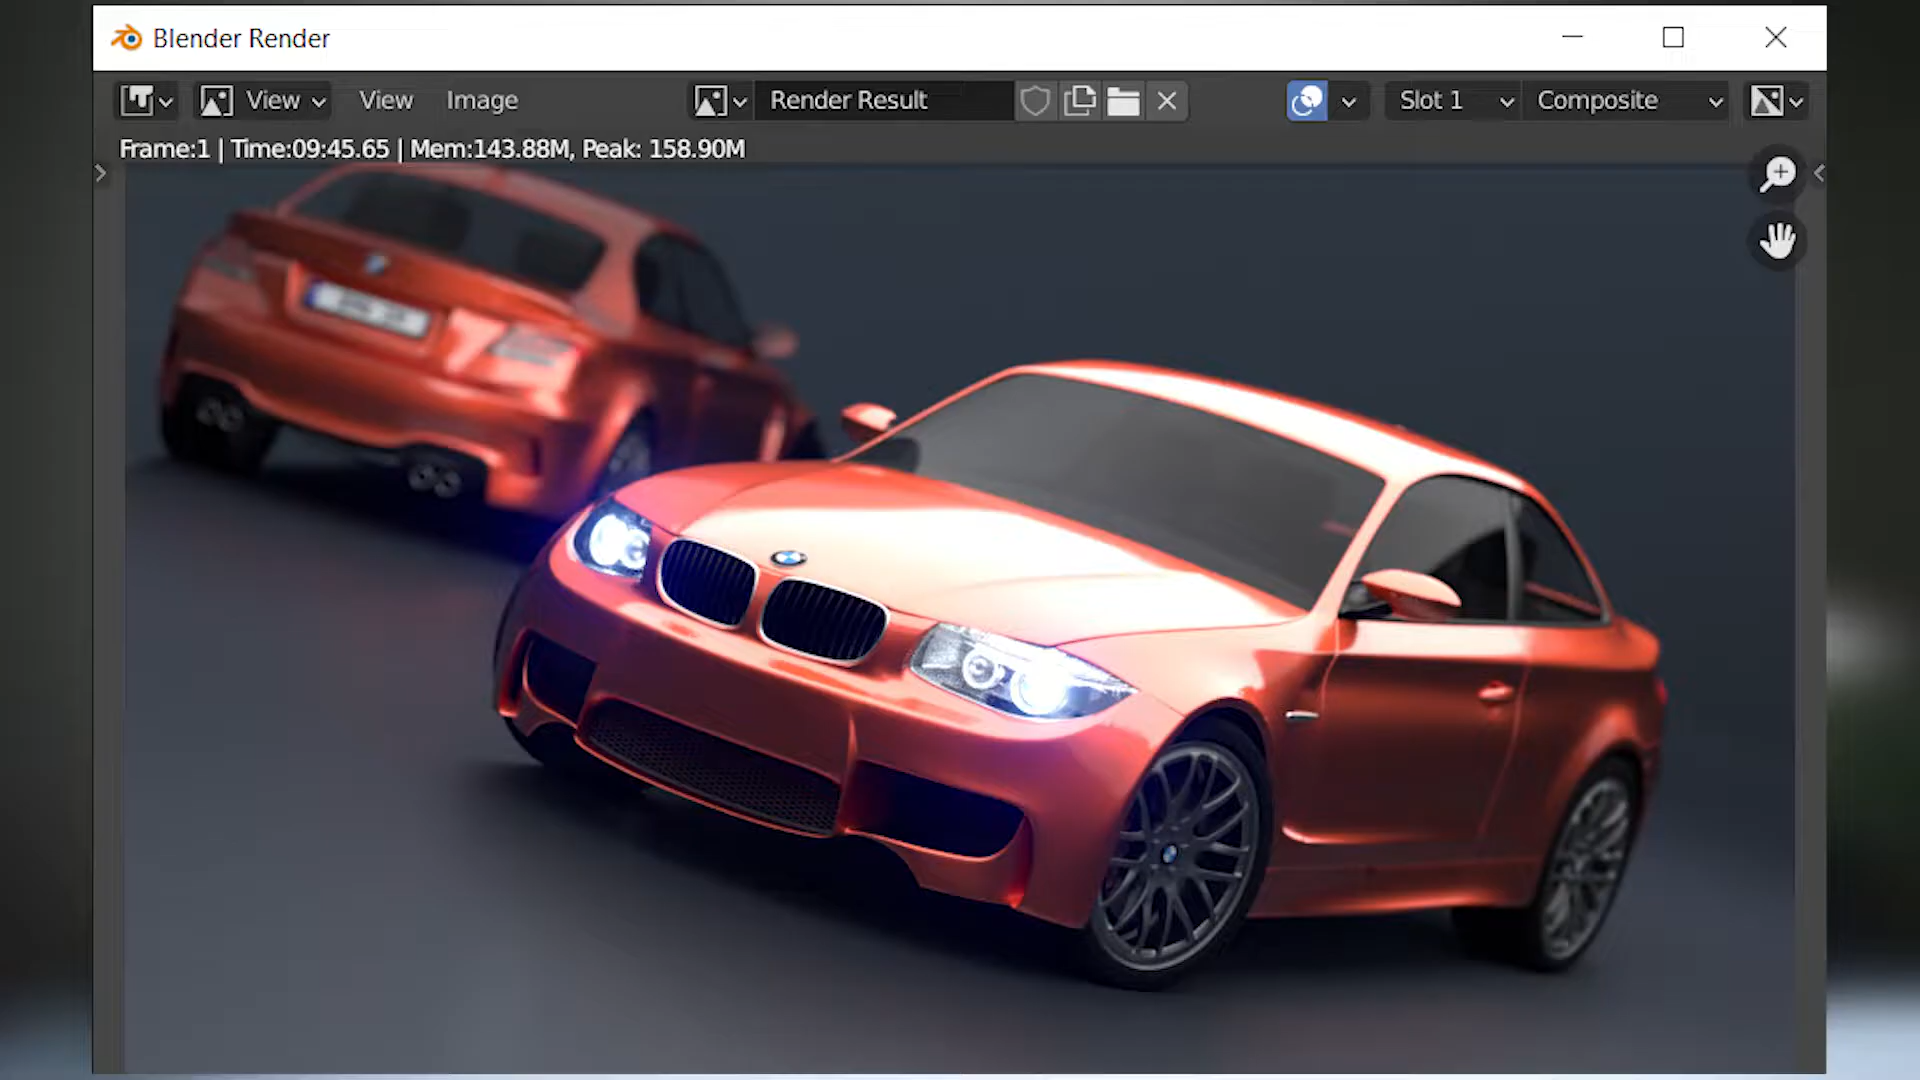 Blender Render
View View Image Render Result Slot 1 Composite
Frame:1 | Time:09:45.65 | Mem:143.88M, Peak: 158.90M